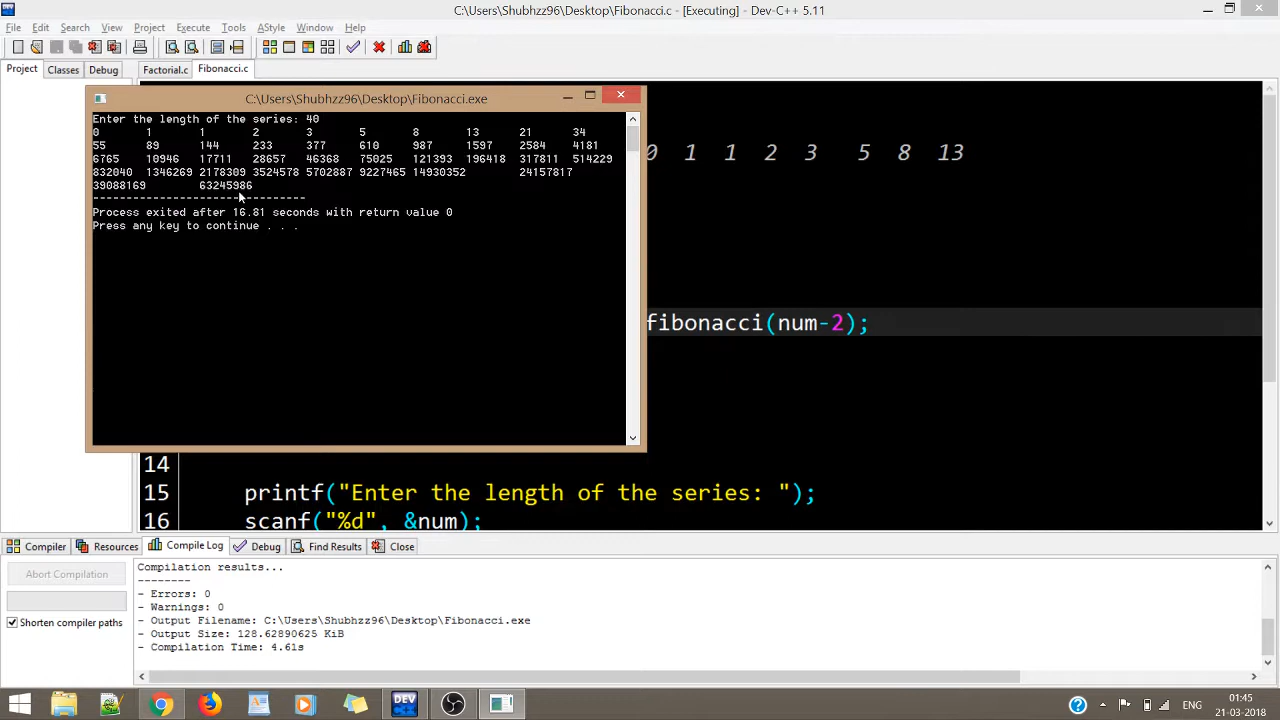 C:\Users\Shubhzz96\Desktop\Fibonacci.c - [Executing] - Dev-C++ 5.11
File Edit Search View Project Execute Tools AStyle Window Help
Project Classes Debug Factorial.c Fibonacci.c
C:\Users\Shubhzz96\Desktop\Fibonacci.exe
Enter the length of the series: 40
0 1 1 2 3 5 8 13 21 34
55 89 144 233 377 610 987 1597 2584 4181
6765 10946 17711 28657 46368 75025 121393 196418 317811 514229
832040 1346269 2178309 3524578 5702887 9227465 14930352 24157817
39088169 63245986
--------------------------------
Process exited after 16.81 seconds with return value 0
Press any key to continue . . .
0 1 1 2 3 5 8 13
fibonacci(num-2);
14
15 printf("Enter the length of the series: ");
16 scanf("%d", &num);
Compiler Resources Compile Log Debug Find Results Close
Abort Compilation
Shorten compiler paths
Compilation results...
--------
- Errors: 0
- Warnings: 0
- Output Filename: C:\Users\Shubhzz96\Desktop\Fibonacci.exe
- Output Size: 128.62890625 KiB
- Compilation Time: 4.61s
DEV
ENG
01:45
21-03-2018